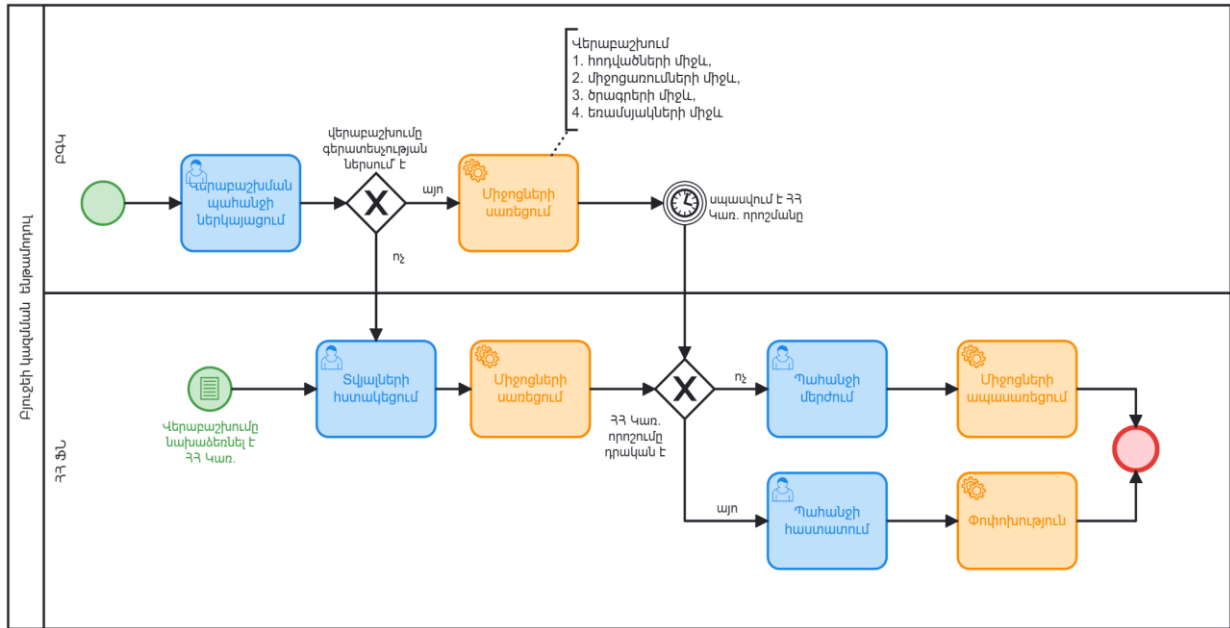 Բյուջեի կազմման ենթամոդուլ
ԲԳԿ
Վերաբաշխման
պահանջի
ներկայացում
վերաբաշխումը
գերատեսչության
ներսում է
այո
ոչ
Միջոցների
սառեցում
Վերաբաշխում
1. հոդվածների միջև,
2. միջոցառումների միջև,
3. ծրագրերի միջև,
4. եռամսյակների միջև
սպասվում է ՀՀ
Կառ. որոշմանը
ՀՀ ՖՆ
Վերաբաշխումը
նախաձեռնել է
ՀՀ Կառ.
Տվյալների
հստակեցում
Միջոցների
սառեցում
ՀՀ Կառ.
որոշումը
դրական է
ոչ
Պահանջի
մերժում
Միջոցների
ապասառեցում
այո
Պահանջի
հաստատում
Փոփոխություն